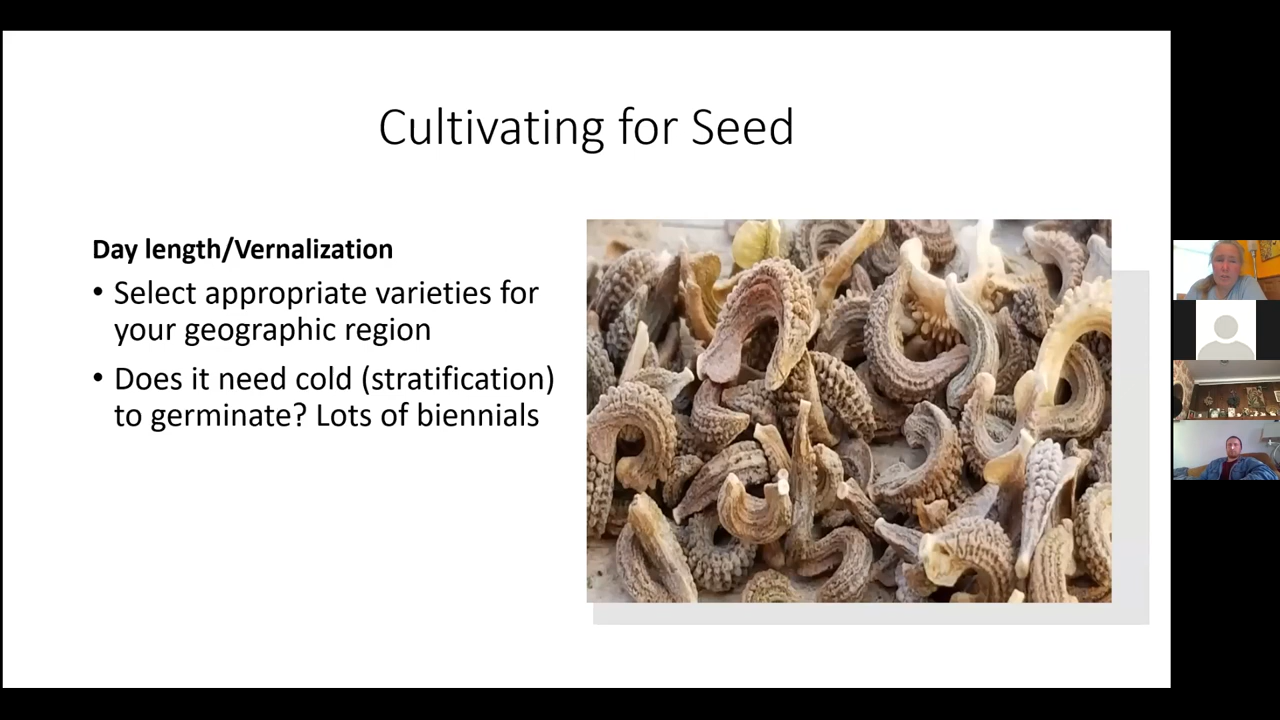 Cultivating for Seed
Day length/Vernalization
• Select appropriate varieties for
your geographic region
• Does it need cold (stratification)
to germinate? Lots of biennials